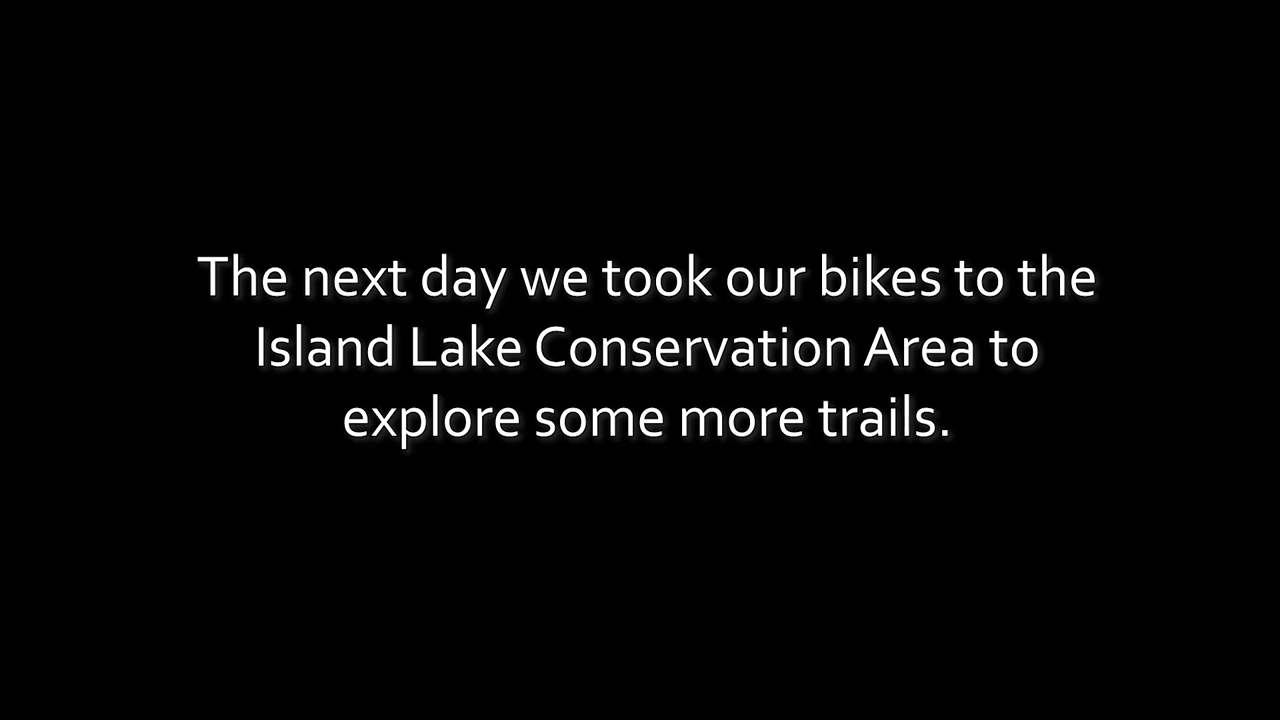 The next day we took our bikes to the
Island Lake Conservation Area to
explore some more trails.